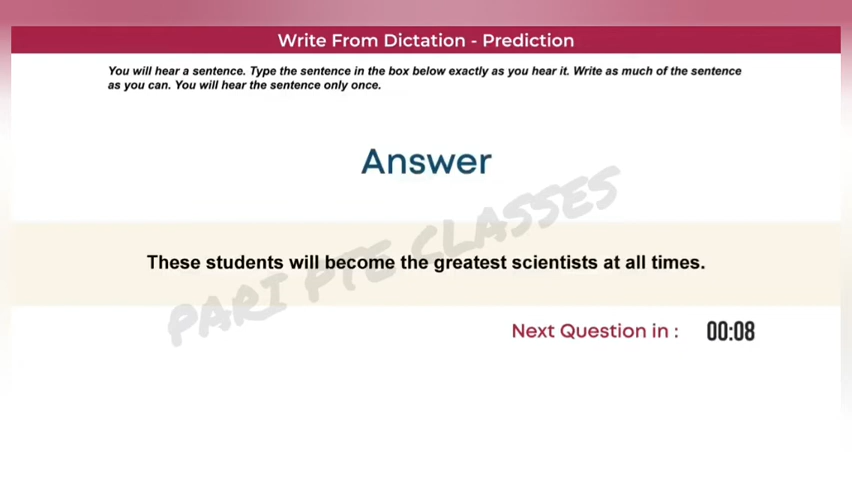 Write From Dictation - Prediction
You will hear a sentence. Type the sentence in the box below exactly as you hear it. Write as much of the sentence
as you can. You will hear the sentence only once.
Answer
PARI PTE CLASSES
These students will become the greatest scientists at all times.
Next Question in : 00:08